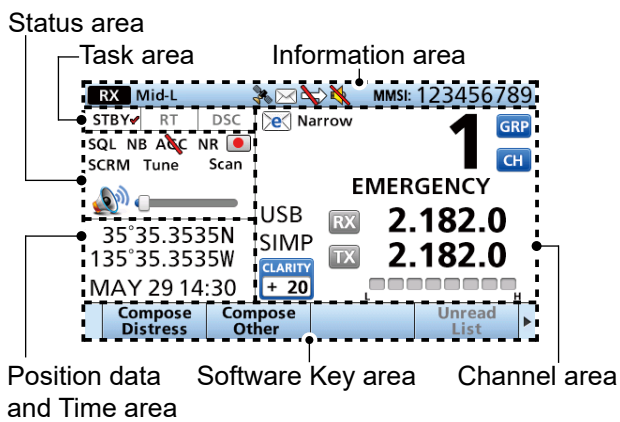 Status area
Task area
Information area
RX Mid-L MMSI: 123456789
STBY RT DSC
SQL NB AGC NR
SCRM Tune Scan
35°35.3535N
135°35.3535W
MAY 29 14:30
e Narrow
1 GRP
CH
EMERGENCY
USB RX 2.182.0
SIMP TX 2.182.0
CLARITY
+ 20
L H
Compose Distress
Compose Other
Unread List
Position data
and Time area
Software Key area
Channel area